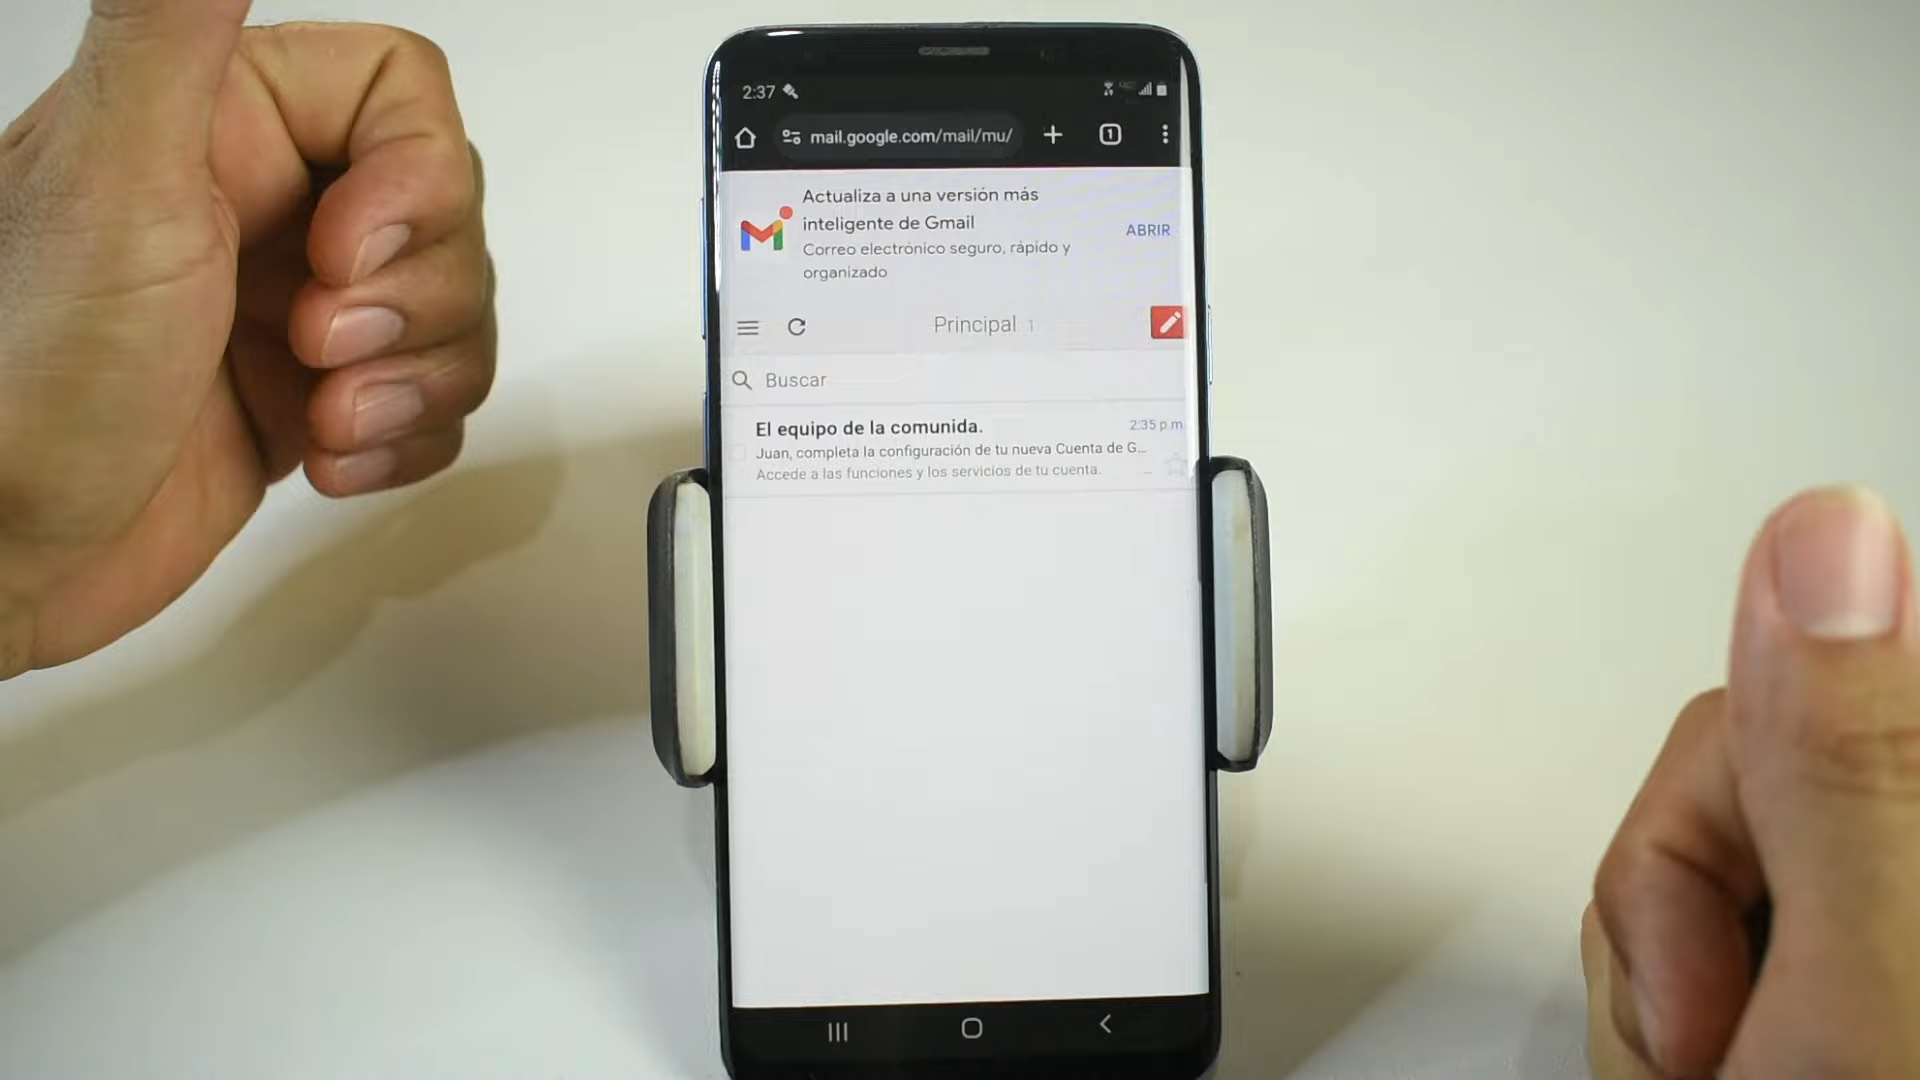 2:37
mail.google.com/mail/mu/
1
Actualiza a una versión más
inteligente de Gmail
Correo electrónico seguro, rápido y
organizado
ABRIR
Principal 1
Buscar
El equipo de la comunida.
2:35 p.m
Juan, completa la configuración de tu nueva Cuenta de G...
Accede a las funciones y los servicios de tu cuenta.